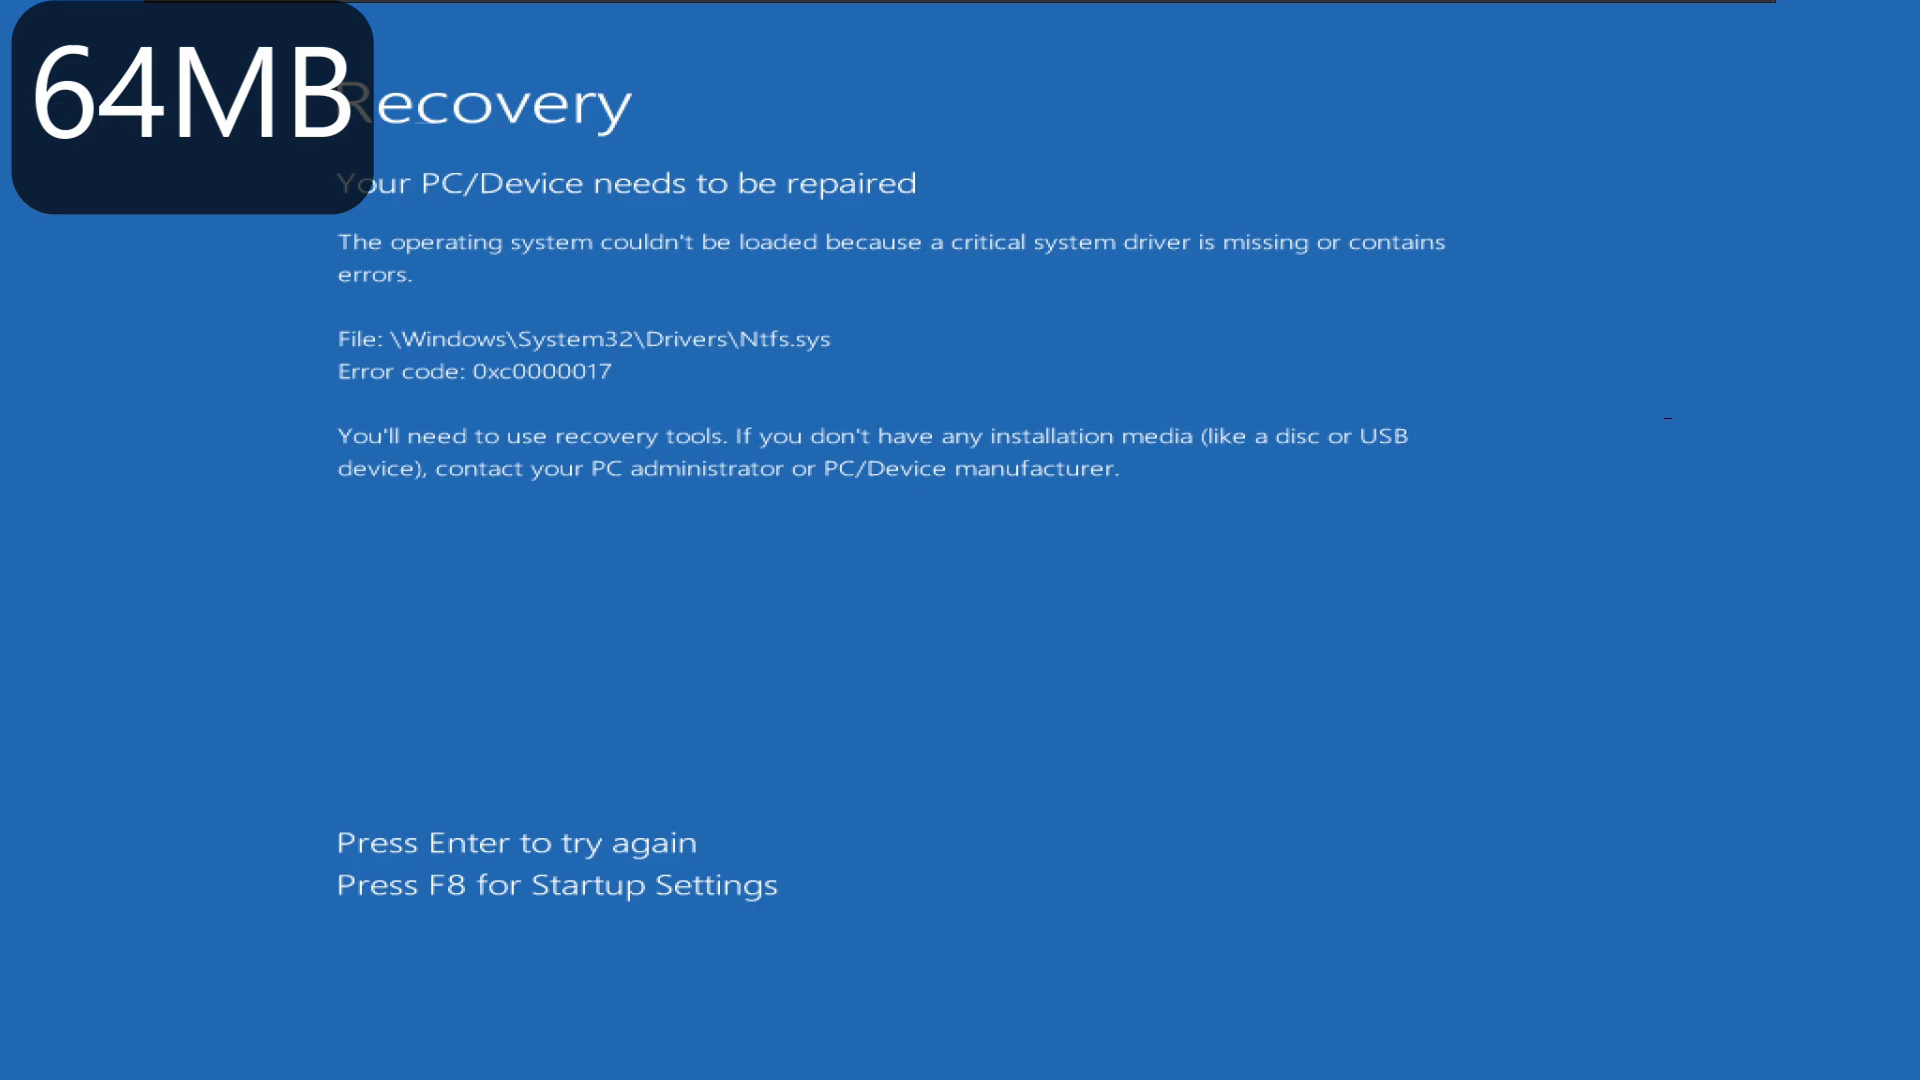 64MB
Recovery
Your PC/Device needs to be repaired
The operating system couldn't be loaded because a critical system driver is missing or contains
errors.
File: \Windows\System32\Drivers\Ntfs.sys
Error code: 0xc0000017
You'll need to use recovery tools. If you don't have any installation media (like a disc or USB
device), contact your PC administrator or PC/Device manufacturer.
Press Enter to try again
Press F8 for Startup Settings